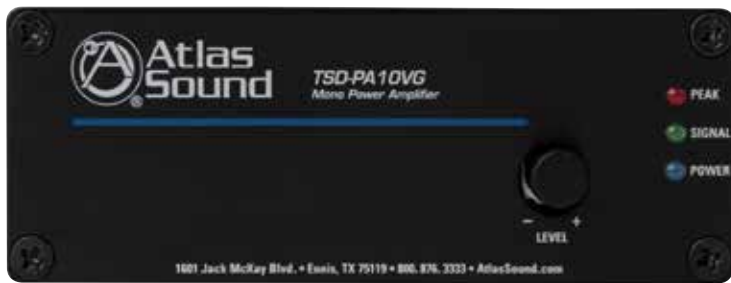 Atlas
Sound
®
TSD-PA10VG
Mono Power Amplifier
PEAK
SIGNAL
POWER
– +
LEVEL
1601 Jack McKay Blvd. • Ennis, TX 75119 • 800. 876. 3333 • AtlasSound.com